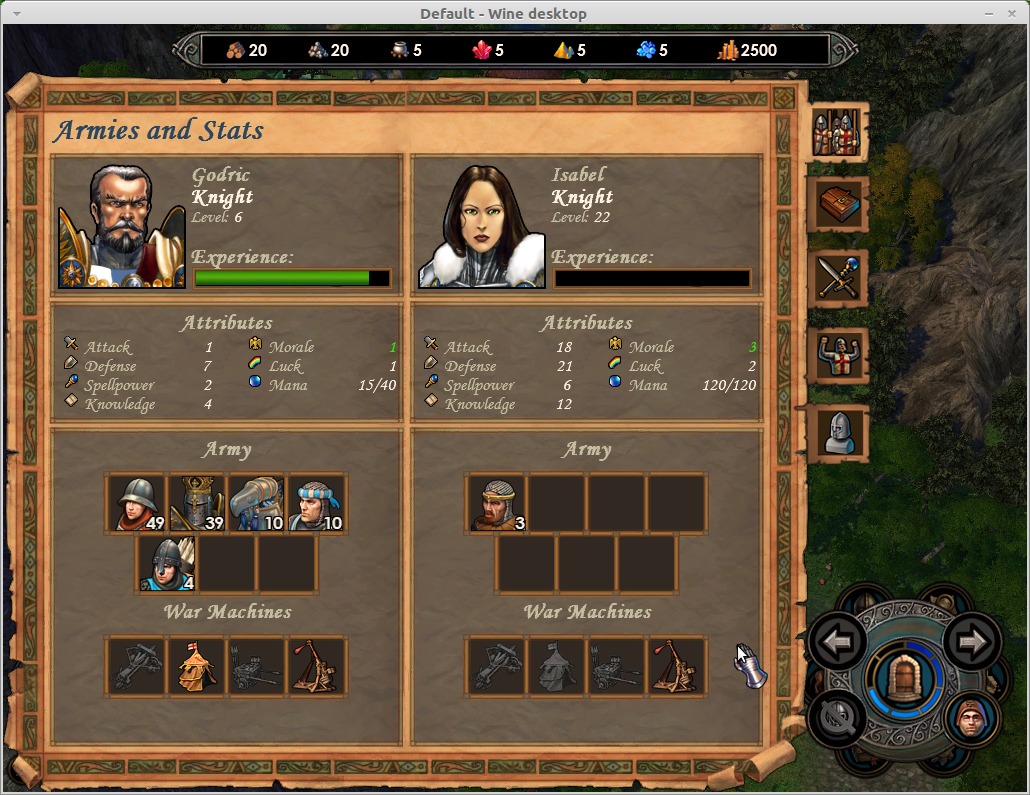 Default - Wine desktop
20 20 5 5 5 5 2500
Armies and Stats
Godric
Knight
Level: 6
Experience:
Attributes
Attack 1 Morale 1
Defense 7 Luck 1
Spellpower 2 Mana 15/40
Knowledge 4
Army
49 39 10 10
4
War Machines
Isabel
Knight
Level: 22
Experience:
Attributes
Attack 18 Morale 3
Defense 21 Luck 2
Spellpower 6 Mana 120/120
Knowledge 12
Army
3
War Machines